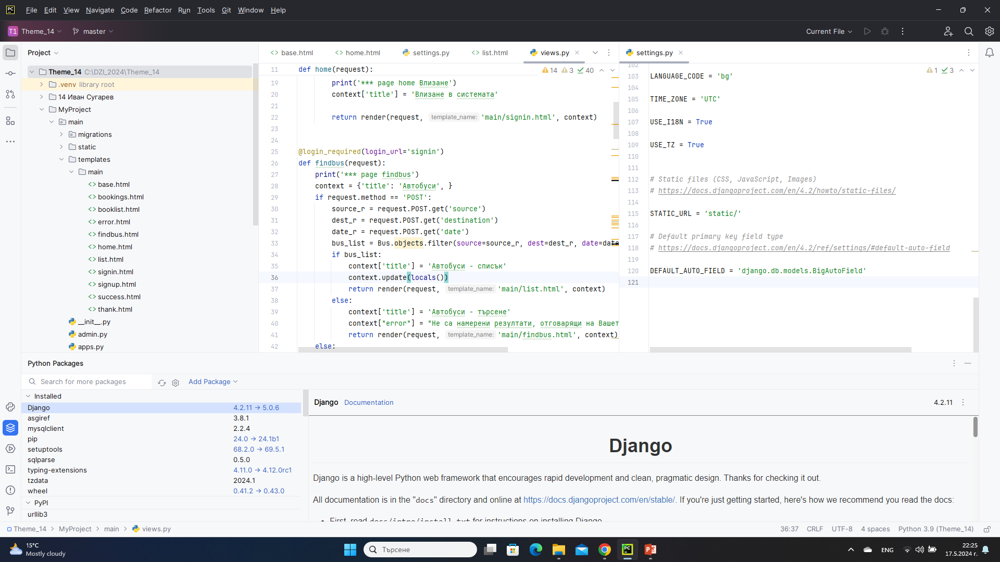 PC File Edit View Navigate Code Refactor Run Tools Git Window Help
T1 Theme_14 master Current File
Project
Theme_14 C:\DZI_2024\Theme_14
.venv library root
14 Иван Сугарев
MyProject
main
migrations
static
templates
main
base.html
bookings.html
booklist.html
error.html
findbus.html
home.html
list.html
signin.html
signup.html
success.html
thank.html
__init__.py
admin.py
apps.py
base.html home.html settings.py list.html views.py
11 def home(request): 14 3 40
19 print('*** page home Влизане')
20 context['title'] = 'Влизане в системата'
21
22 return render(request, template_name: 'main/signin.html', context)
23
24
25 @login_required(login_url='signin')
26 def findbus(request):
27 print('*** page findbus')
28 context = {'title': 'Автобуси', }
29 if request.method == 'POST':
30 source_r = request.POST.get('source')
31 dest_r = request.POST.get('destination')
32 date_r = request.POST.get('date')
33 bus_list = Bus.objects.filter(source=source_r, dest=dest_r, date=date
34 if bus_list:
35 context['title'] = 'Автобуси - списък'
36 context.update(locals())
37 return render(request, template_name: 'main/list.html', context)
38 else:
39 context['title'] = 'Автобуси - търсене'
40 context["error"] = "Не са намерени резултати, отговарящи на Вашет
41 return render(request, template_name: 'main/findbus.html', context)
42 else:
settings.py
102 1 3
103 LANGUAGE_CODE = 'bg'
104
105 TIME_ZONE = 'UTC'
106
107 USE_I18N = True
108
109 USE_TZ = True
110
111
112 # Static files (CSS, JavaScript, Images)
113 # https://docs.djangoproject.com/en/4.2/howto/static-files/
114
115 STATIC_URL = 'static/'
116
117 # Default primary key field type
118 # https://docs.djangoproject.com/en/4.2/ref/settings/#default-auto-field
119
120 DEFAULT_AUTO_FIELD = 'django.db.models.BigAutoField'
121
Python Packages
Search for more packages Add Package
Installed
Django 4.2.11 → 5.0.6
asgiref 3.8.1
mysqlclient 2.2.4
pip 24.0 → 24.1b1
setuptools 68.2.0 → 69.5.1
sqlparse 0.5.0
typing-extensions 4.11.0 → 4.12.0rc1
tzdata 2024.1
wheel 0.41.2 → 0.43.0
PyPI
urllib3
Django Documentation 4.2.11
Django
Django is a high-level Python web framework that encourages rapid development and clean, pragmatic design. Thanks for checking it out.
All documentation is in the "docs" directory and online at https://docs.djangoproject.com/en/stable/. If you're just getting started, here's how we recommend you read the docs:
• First, read docs/intro/install.txt for instructions on installing Django.
Theme_14 > MyProject > main > views.py 36:37 CRLF UTF-8 4 spaces Python 3.9 (Theme_14)
15°C
Mostly cloudy
Търсене
PC
ENG
22:25
17.5.2024 г.